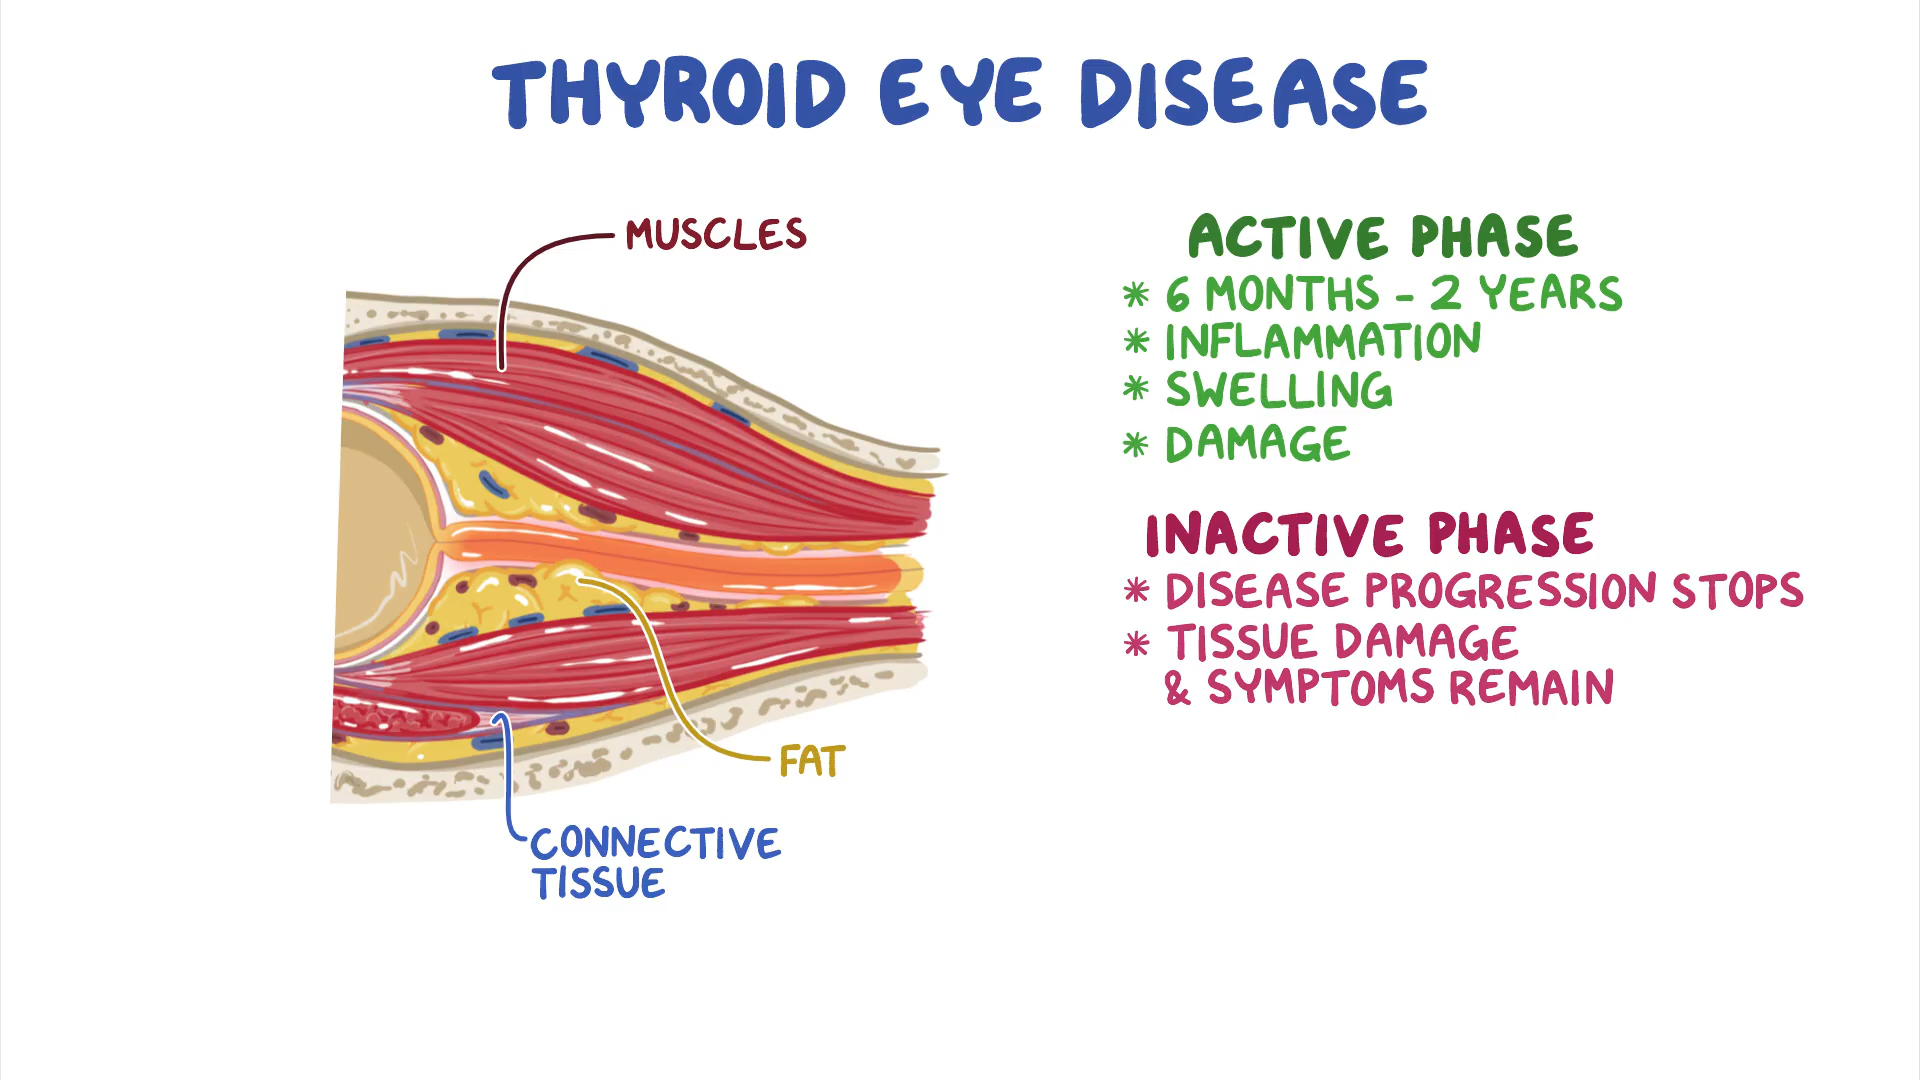 THYROID EYE DISEASE
MUSCLES
FAT
CONNECTIVE
TISSUE
ACTIVE PHASE
* 6 MONTHS - 2 YEARS
* INFLAMMATION
* SWELLING
* DAMAGE
INACTIVE PHASE
* DISEASE PROGRESSION STOPS
* TISSUE DAMAGE
& SYMPTOMS REMAIN